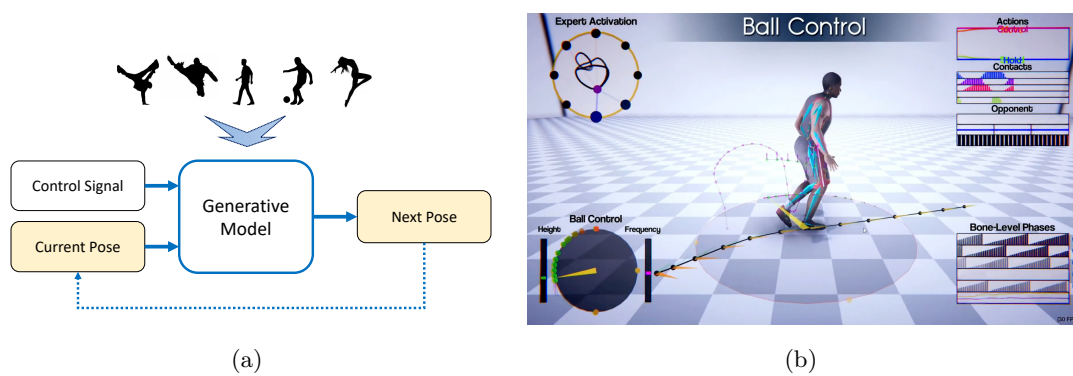 Control Signal
Current Pose
Generative
Model
Next Pose
(a)
Expert Activation
Ball Control
Actions
Control
Hold
Contacts
Opponent
Ball Control
Height
Frequency
Bone-Level Phases
(b)